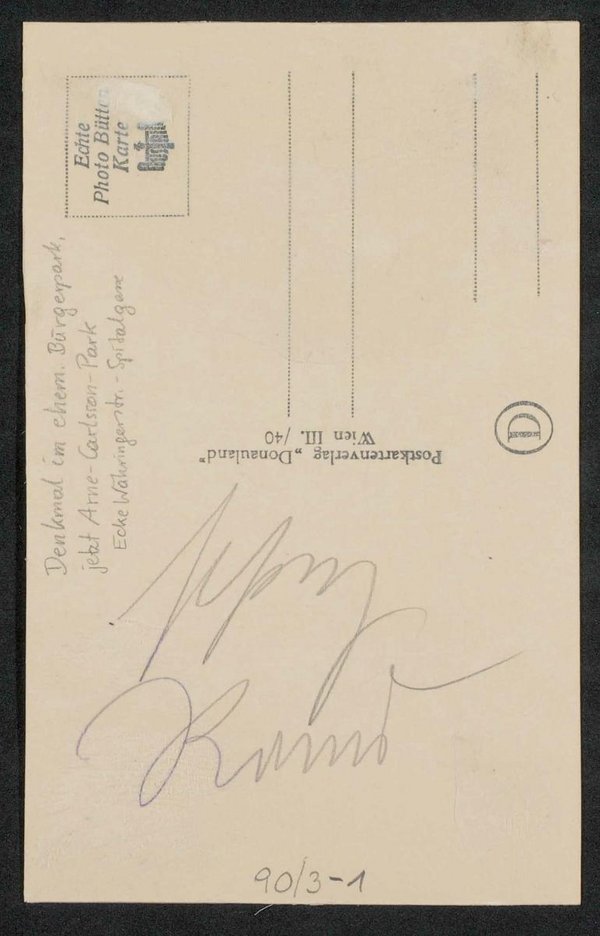 Echte
Photo Bütten
Karte
Denkmal im ehem. Bürgerpark,
jetzt Arne-Carlsson-Park
Ecke Währingerstr.-Spitalgasse
Postkartenverlag „Donauland"
Wien III. /40
90/3-1